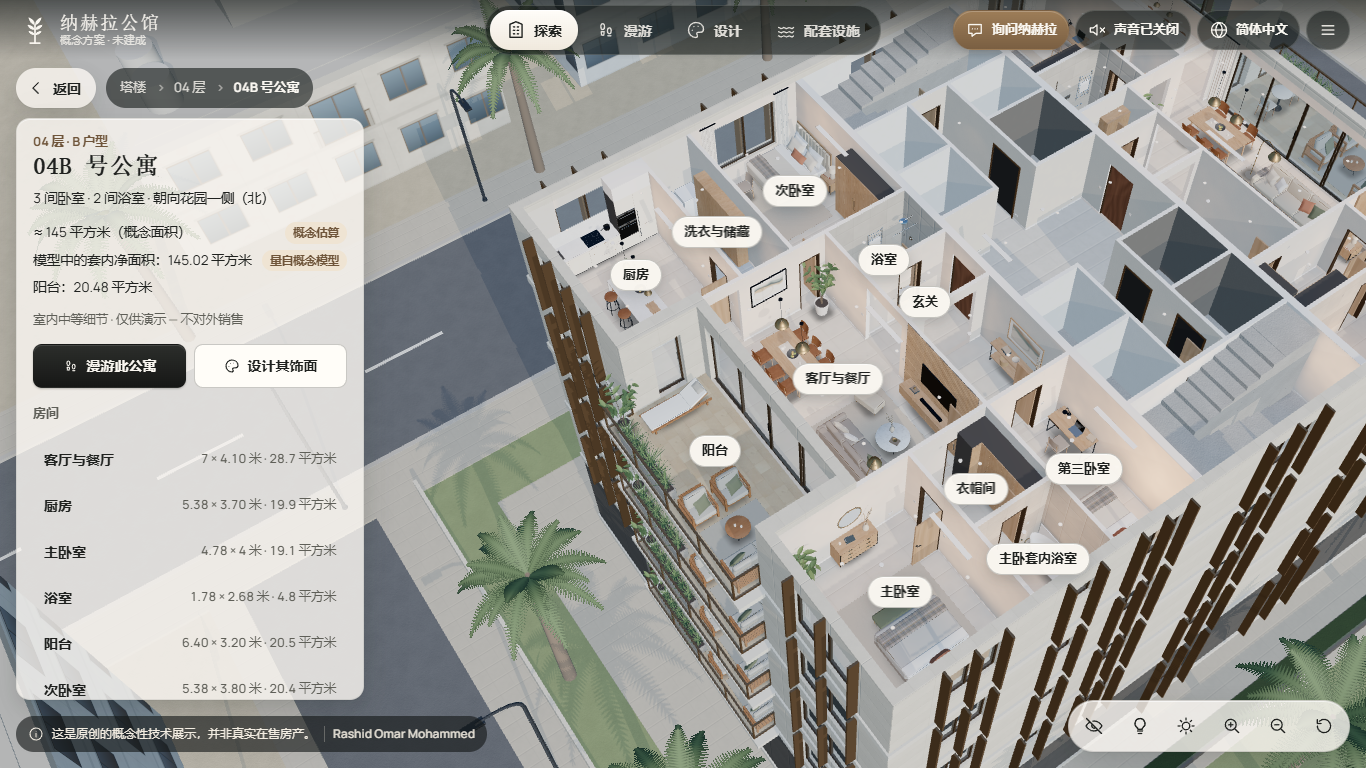 纳赫拉公馆
概念方案 · 未建成
探索
漫游
设计
配套设施
询问纳赫拉
声音已关闭
简体中文
返回
塔楼 › 04 层 › 04B 号公寓
04 层 · B 户型
04B 号公寓
3 间卧室 · 2 间浴室 · 朝向花园一侧（北）
≈ 145 平方米（概念面积）
概念估算
模型中的套内净面积：145.02 平方米
量自概念模型
阳台：20.48 平方米
室内中等细节 · 仅供演示 – 不对外销售
漫游此公寓
设计其饰面
房间
客厅与餐厅 7 × 4.10 米 · 28.7 平方米
厨房 5.38 × 3.70 米 · 19.9 平方米
主卧室 4.78 × 4 米 · 19.1 平方米
浴室 1.78 × 2.68 米 · 4.8 平方米
阳台 6.40 × 3.20 米 · 20.5 平方米
次卧室 5.38 × 3.80 米 · 20.4 平方米
次卧室
洗衣与储藏
浴室
厨房
玄关
客厅与餐厅
阳台
第三卧室
衣帽间
主卧套内浴室
主卧室
这是原创的概念性技术展示，并非真实在售房产。
Rashid Omar Mohammed